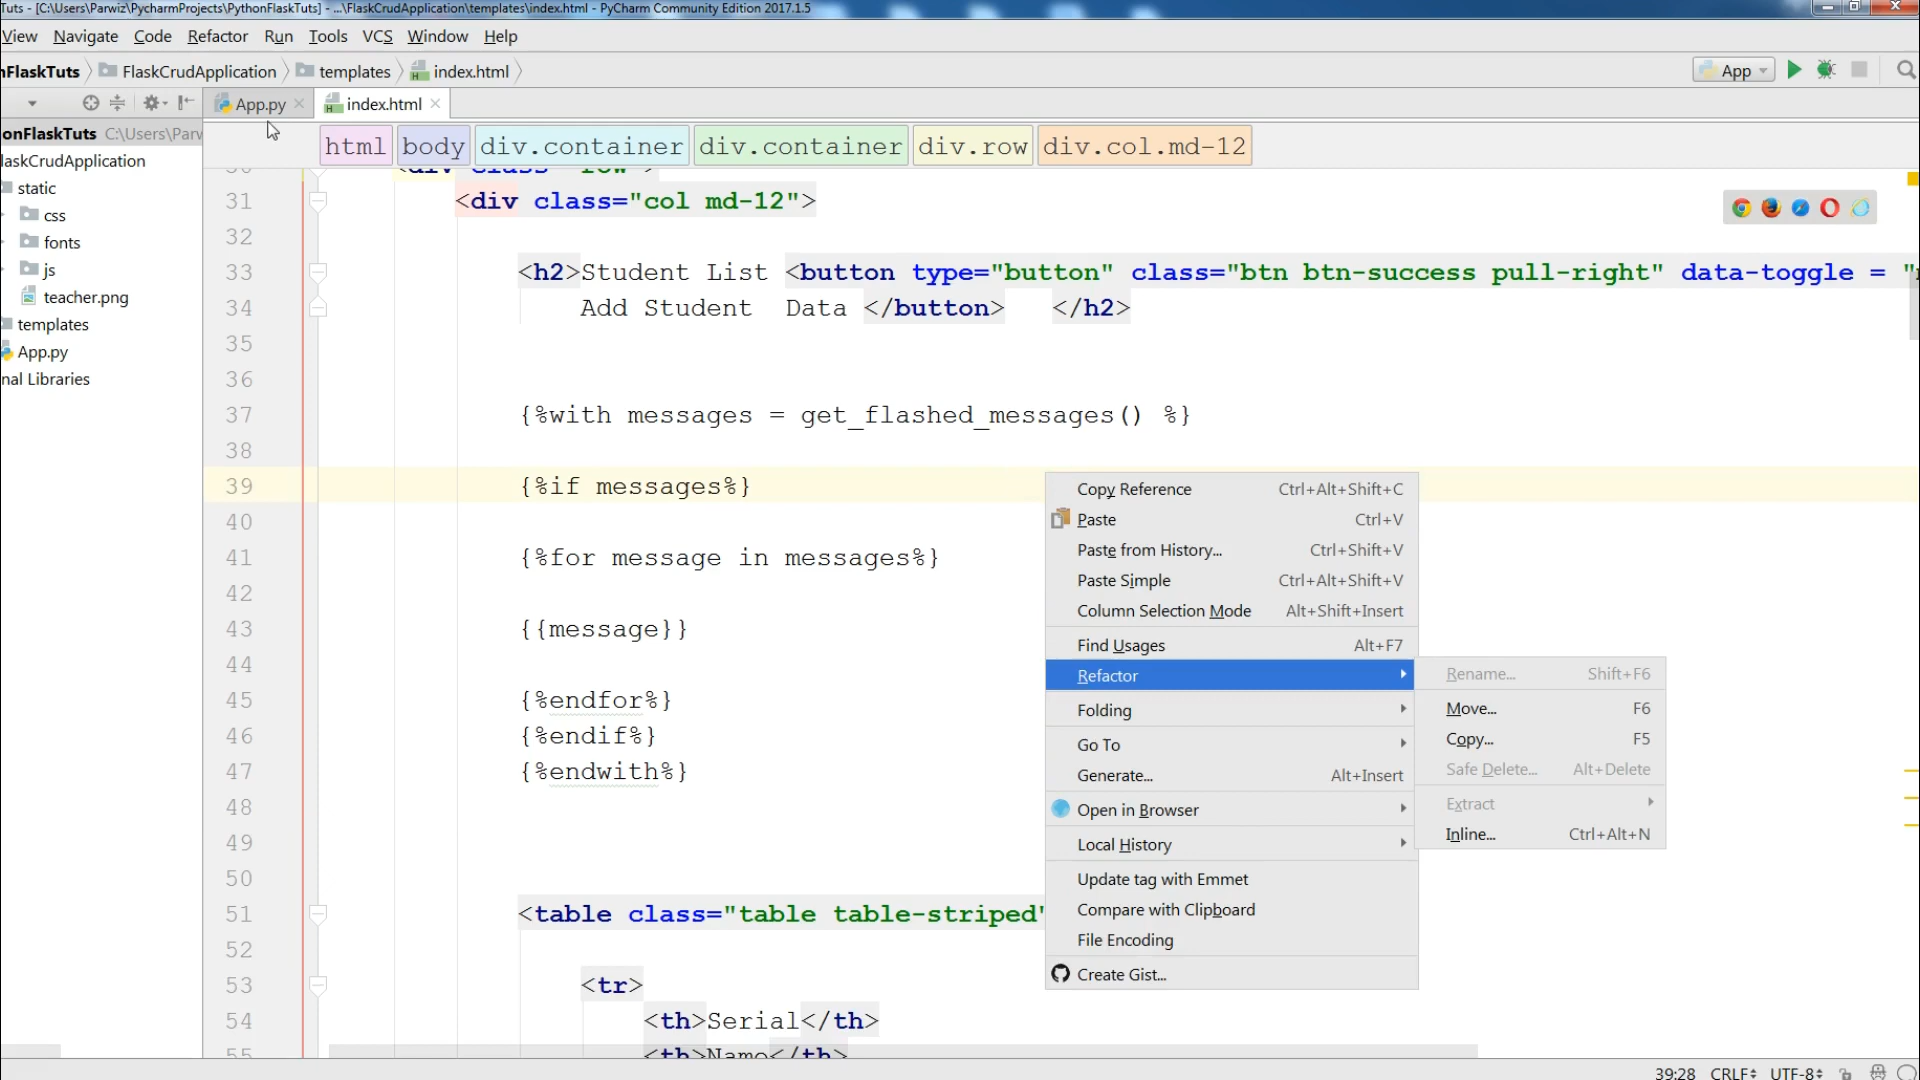 Tuts - [C:\Users\Parwiz\PycharmProjects\PythonFlaskTuts] - ...\FlaskCrudApplication\templates\index.html - PyCharm Community Edition 2017.1.5
View Navigate Code Refactor Run Tools VCS Window Help
nFlaskTuts FlaskCrudApplication templates index.html App
App.py index.html
onFlaskTuts C:\Users\Parw
laskCrudApplication
static
css
fonts
js
teacher.png
templates
App.py
nal Libraries
html body div.container div.container div.row div.col.md-12
30 <div class="row">
31 <div class="col md-12">
32
33 <h2>Student List <button type="button" class="btn btn-success pull-right" data-toggle = "
34 Add Student Data </button> </h2>
35
36
37 {%with messages = get_flashed_messages() %}
38
39 {%if messages%}
40
41 {%for message in messages%}
42
43 {{message}}
44
45 {%endfor%}
46 {%endif%}
47 {%endwith%}
48
49
50
51 <table class="table table-striped"
52
53 <tr>
54 <th>Serial</th>
55 <th>Name</th>
Copy Reference Ctrl+Alt+Shift+C
Paste Ctrl+V
Paste from History... Ctrl+Shift+V
Paste Simple Ctrl+Alt+Shift+V
Column Selection Mode Alt+Shift+Insert
Find Usages Alt+F7
Refactor
Folding
Go To
Generate... Alt+Insert
Open in Browser
Local History
Update tag with Emmet
Compare with Clipboard
File Encoding
Create Gist...
Rename... Shift+F6
Move... F6
Copy... F5
Safe Delete... Alt+Delete
Extract
Inline... Ctrl+Alt+N
39:28 CRLF UTF-8